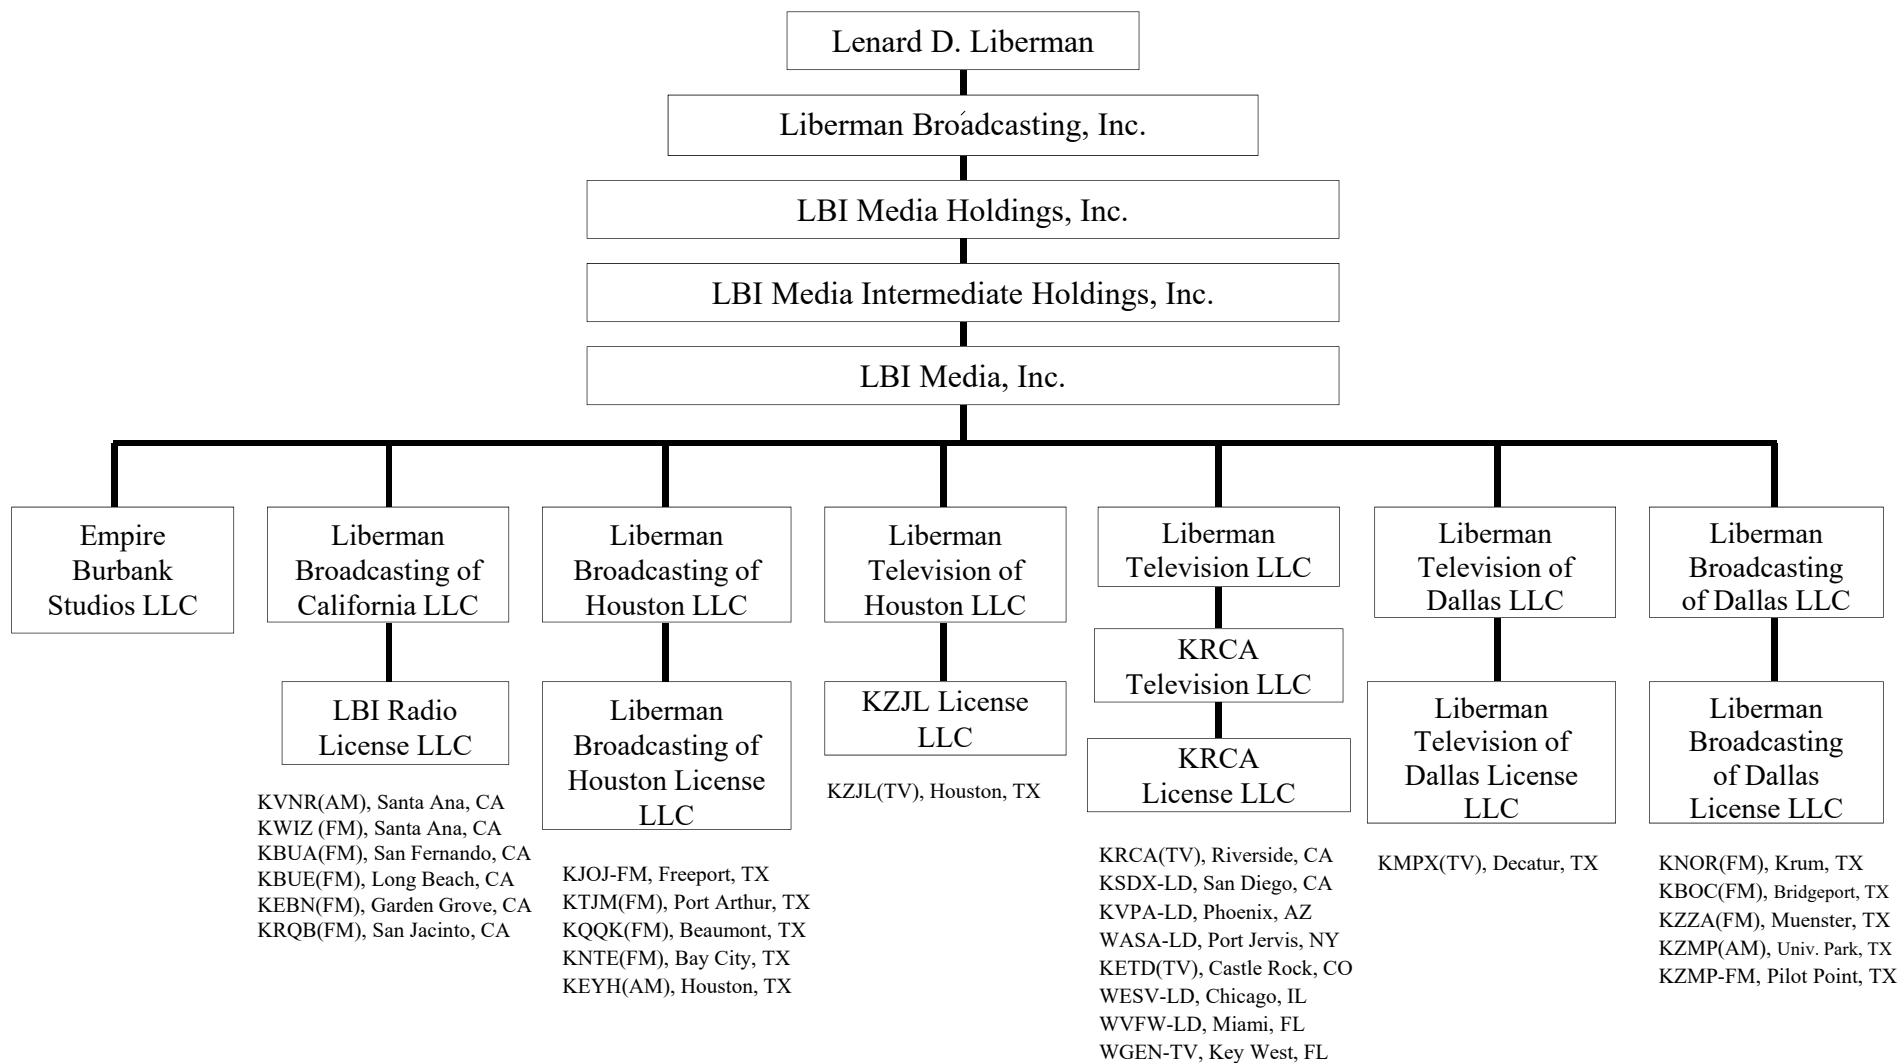 Lenard D. Liberman
Liberman Broadcasting, Inc.
LBI Media Holdings, Inc.
LBI Media Intermediate Holdings, Inc.
LBI Media, Inc.
Empire
Burbank
Studios LLC
Liberman
Broadcasting of
California LLC
LBI Radio
License LLC
KVNR(AM), Santa Ana, CA
KWIZ (FM), Santa Ana, CA
KBUA(FM), San Fernando, CA
KBUE(FM), Long Beach, CA
KEBN(FM), Garden Grove, CA
KRQB(FM), San Jacinto, CA
Liberman
Broadcasting of
Houston LLC
Liberman
Broadcasting of
Houston License
LLC
KJOJ-FM, Freeport, TX
KTJM(FM), Port Arthur, TX
KQQK(FM), Beaumont, TX
KNTE(FM), Bay City, TX
KEYH(AM), Houston, TX
Liberman
Television of
Houston LLC
KZJL License
LLC
KZJL(TV), Houston, TX
Liberman
Television LLC
KRCA
Television LLC
KRCA
License LLC
KRCA(TV), Riverside, CA
KSDX-LD, San Diego, CA
KVPA-LD, Phoenix, AZ
WASA-LD, Port Jervis, NY
KETD(TV), Castle Rock, CO
WESV-LD, Chicago, IL
WVFW-LD, Miami, FL
WGEN-TV, Key West, FL
Liberman
Television of
Dallas LLC
Liberman
Television of
Dallas License
LLC
KMPX(TV), Decatur, TX
Liberman
Broadcasting
of Dallas LLC
Liberman
Broadcasting
of Dallas
License LLC
KNOR(FM), Krum, TX
KBOC(FM), Bridgeport, TX
KZZA(FM), Muenster, TX
KZMP(AM), Univ. Park, TX
KZMP-FM, Pilot Point, TX